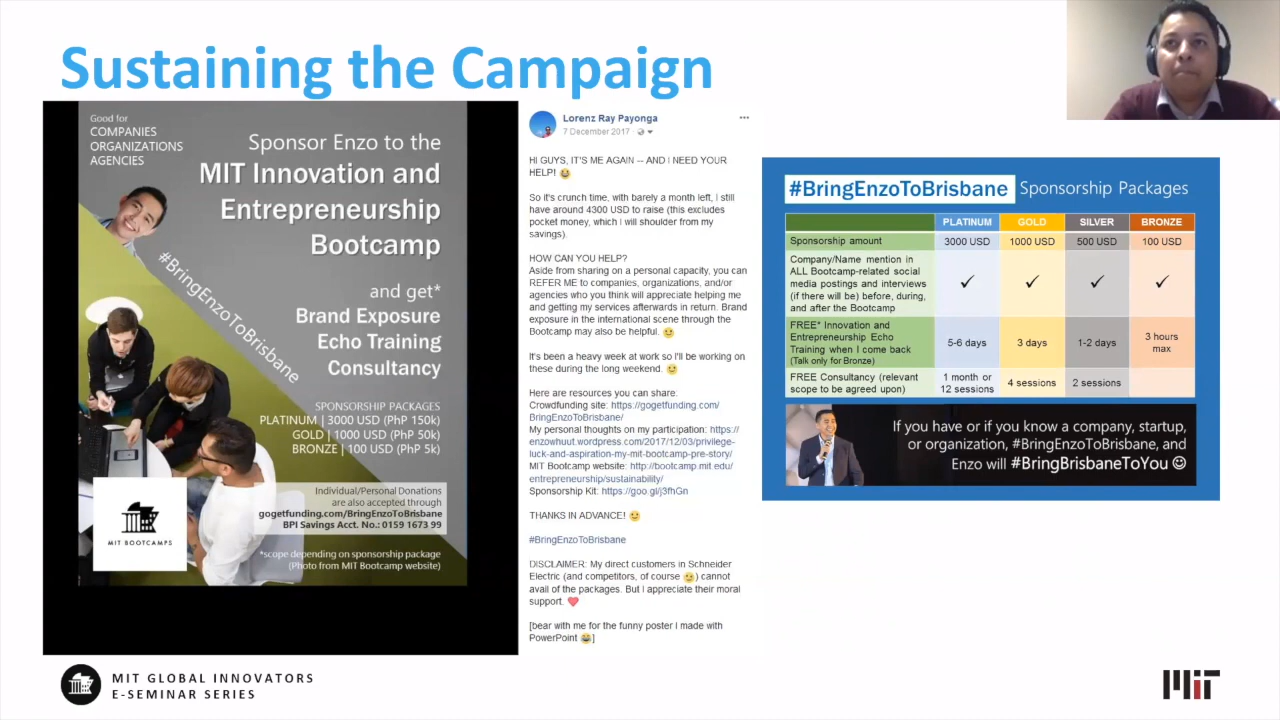 Sustaining the Campaign
Good for
COMPANIES
ORGANIZATIONS
AGENCIES
Sponsor Enzo to the
MIT Innovation and
Entrepreneurship
Bootcamp
#BringEnzoToBrisbane
and get*
Brand Exposure
Echo Training
Consultancy
SPONSORSHIP PACKAGES
PLATINUM | 3000 USD (PhP 150k)
GOLD | 1000 USD (PhP 50k)
BRONZE | 100 USD (PhP 5k)
Individual/Personal Donations
are also accepted through
gogetfunding.com/BringEnzoToBrisbane
BPI Savings Acct. No.: 0159 1673 99
*scope depending on sponsorship package
(Photo from MIT Bootcamp website)
MIT BOOTCAMPS
Lorenz Ray Payonga
7 December 2017
HI GUYS, IT'S ME AGAIN -- AND I NEED YOUR
HELP! 😂
So it's crunch time, with barely a month left, I still
have around 4300 USD to raise (this excludes
pocket money, which I will shoulder from my
savings).
HOW CAN YOU HELP?
Aside from sharing on a personal capacity, you can
REFER ME to companies, organizations, and/or
agencies who you think will appreciate helping me
and getting my services afterwards in return. Brand
exposure in the international scene through the
Bootcamp may also be helpful. 😉
It's been a heavy week at work so I'll be working on
these during the long weekend. 😉
Here are resources you can share:
Crowdfunding site: https://gogetfunding.com/
BringEnzoToBrisbane/
My personal thoughts on my participation: https://
enzowhuut.wordpress.com/2017/12/03/privilege-
luck-and-aspiration-my-mit-bootcamp-pre-story/
MIT Bootcamp website: http://bootcamp.mit.edu/
entrepreneurship/sustainability/
Sponsorship Kit: https://goo.gl/j3fhGn
THANKS IN ADVANCE! 🙂
#BringEnzoToBrisbane
DISCLAIMER: My direct customers in Schneider
Electric (and competitors, of course 😉) cannot
avail of the packages. But I appreciate their moral
support. ❤
[bear with me for the funny poster I made with
PowerPoint 😂]
#BringEnzoToBrisbane Sponsorship Packages
PLATINUM GOLD SILVER BRONZE
Sponsorship amount 3000 USD 1000 USD 500 USD 100 USD
Company/Name mention in
ALL Bootcamp-related social
media postings and interviews ✓ ✓ ✓ ✓
(if there will be) before, during,
and after the Bootcamp
FREE* Innovation and
Entrepreneurship Echo
Training when I come back
(Talk only for Bronze)
5-6 days 3 days 1-2 days 3 hours
max
FREE Consultancy (relevant
scope to be agreed upon)
1 month or
12 sessions 4 sessions 2 sessions
If you have or if you know a company, startup,
or organization, #BringEnzoToBrisbane, and
Enzo will #BringBrisbaneToYou ☺
MIT GLOBAL INNOVATORS
E-SEMINAR SERIES
MIT